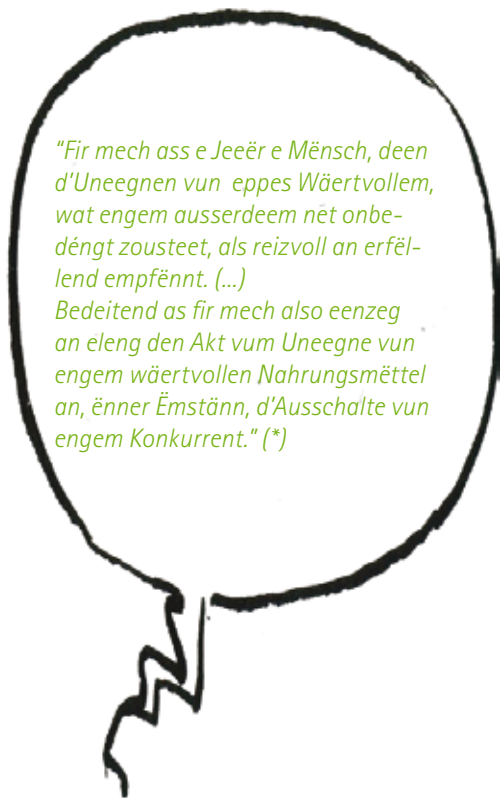 "Fir mech ass e Jeeër e Mënsch, deen
d'Uneegnen vun eppes Wäertvollem,
wat engem ausserdeem net onbe-
déngt zousteet, als reizvoll an erfël-
lend empfënnt. (...)
Bedeitend as fir mech also eenzeg
an eleng den Akt vum Uneegne vun
engem wäertvollen Nahrungsmëttel
an, ënner Ëmstänn, d'Ausschalte vun
engem Konkurrent." (*)